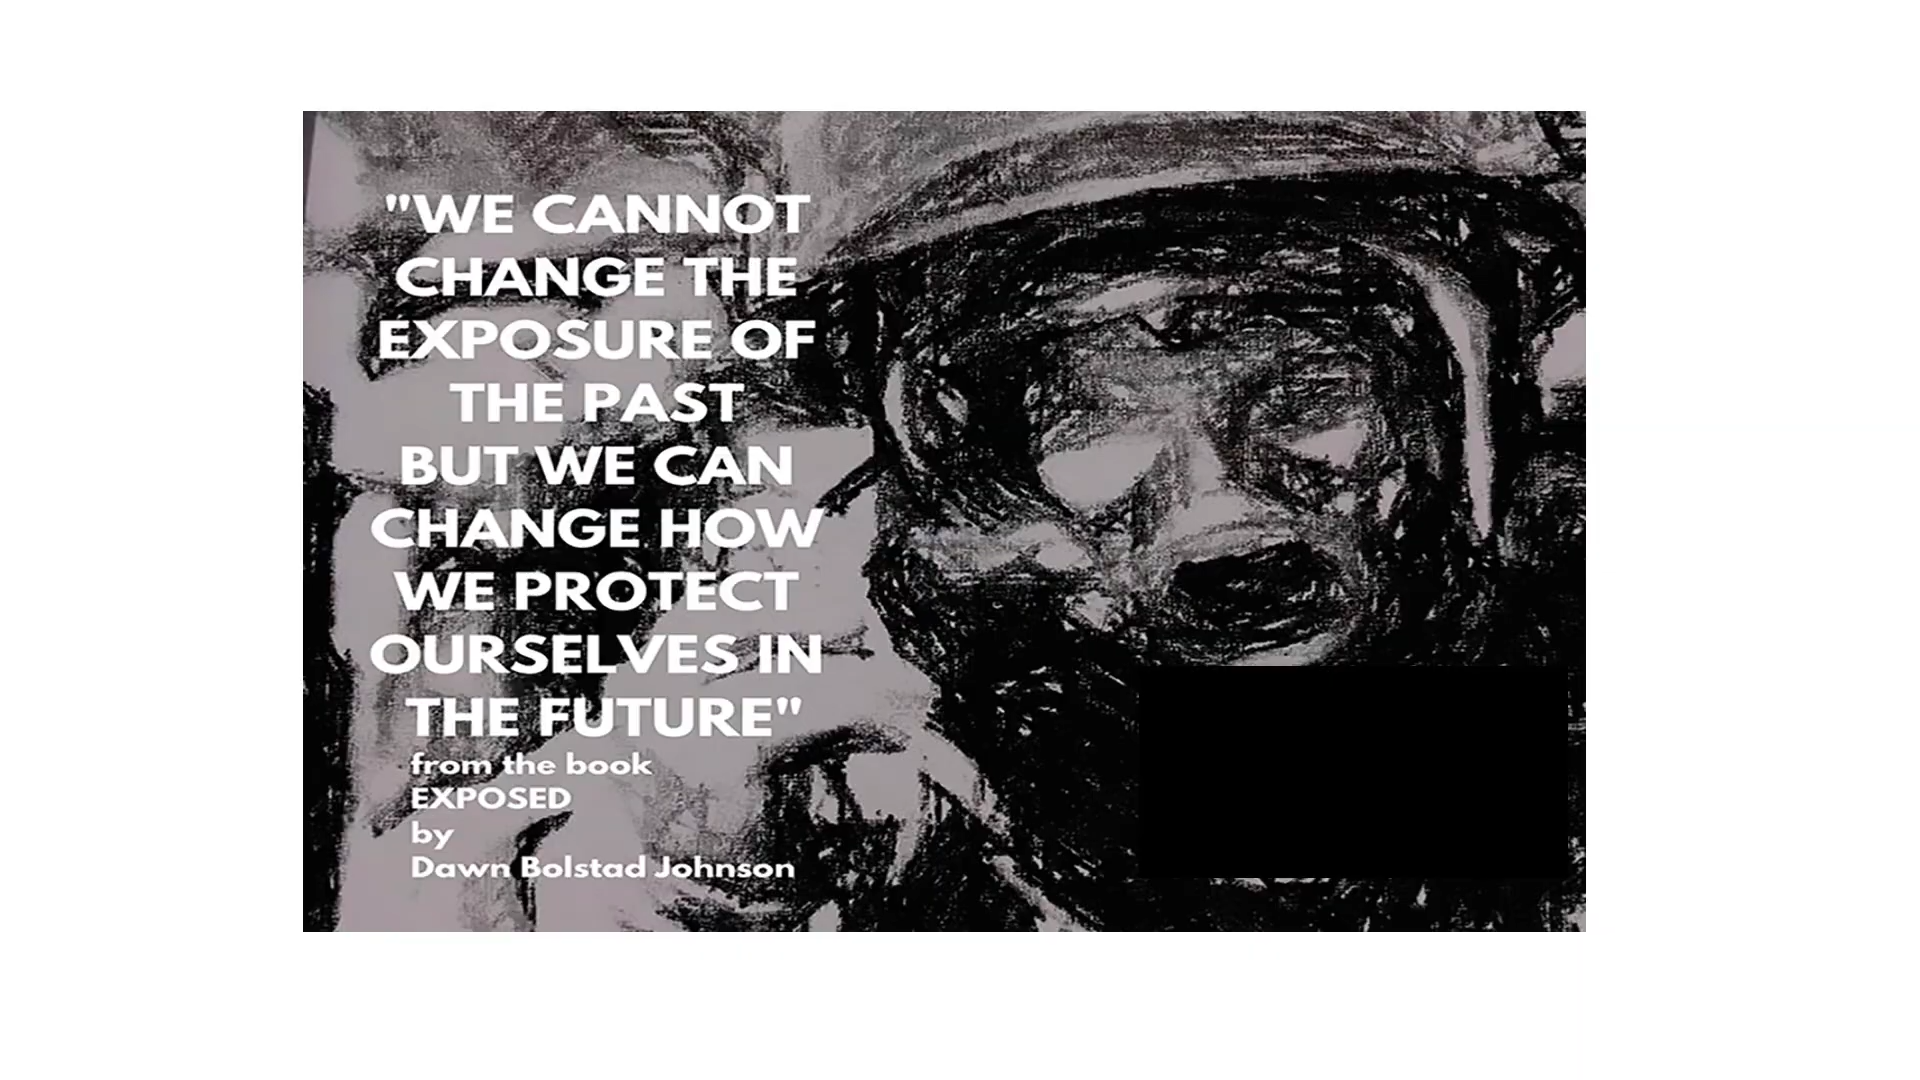 "WE CANNOT
CHANGE THE
EXPOSURE OF
THE PAST
BUT WE CAN
CHANGE HOW
WE PROTECT
OURSELVES IN
THE FUTURE"
from the book
EXPOSED
by
Dawn Bolstad Johnson